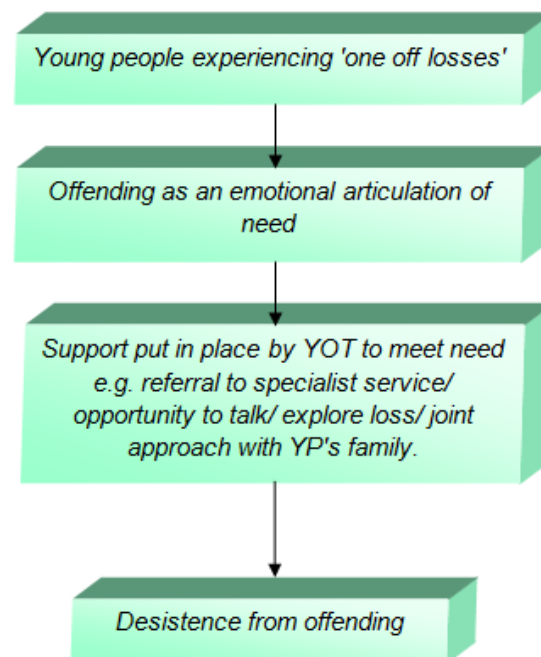 Young people experiencing 'one off losses'
Offending as an emotional articulation of
need
Support put in place by YOT to meet need
e.g. referral to specialist service/
opportunity to talk/ explore loss/ joint
approach with YP's family.
Desistence from offending